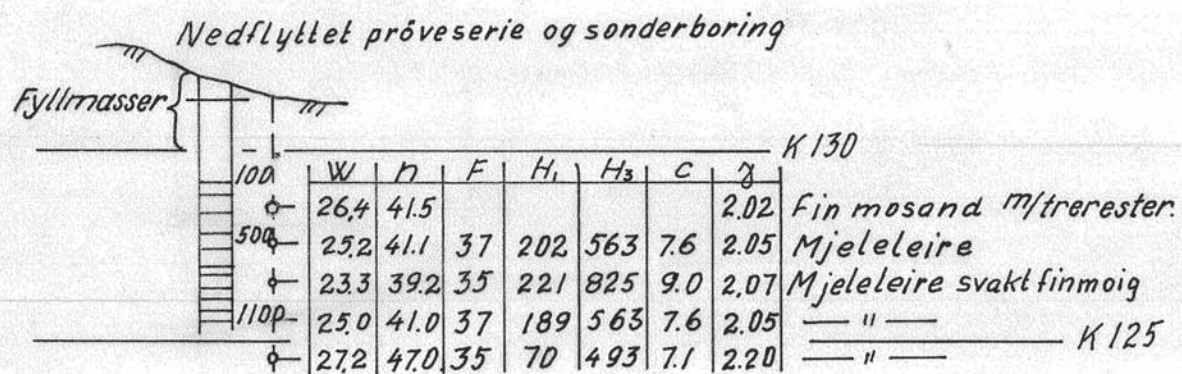 Nedflyttet pröveserie og sonderboring
Fyllmasser
K 130
100
W n F H₁ H₃ C γ
26,4 41.5 2.02 Fin mosand m/trerester.
500
25.2 41.1 37 202 563 7.6 2.05 Mjeleleire
23.3 39.2 35 221 825 9.0 2.07 Mjeleleire svakt finmoig
1100
25.0 41.0 37 189 563 7.6 2.05 — " —
K 125
27.2 47.0 35 70 493 7.1 2.20 — " —